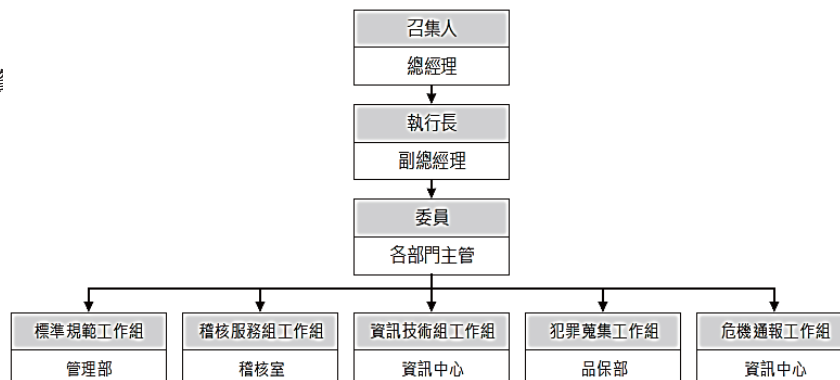 召集人
總經理
執行長
副總經理
委員
各部門主管
標準規範工作組 稽核服務組工作組 資訊技術組工作組 犯罪蒐集工作組 危機通報工作組
管理部 稽核室 資訊中心 品保部 資訊中心